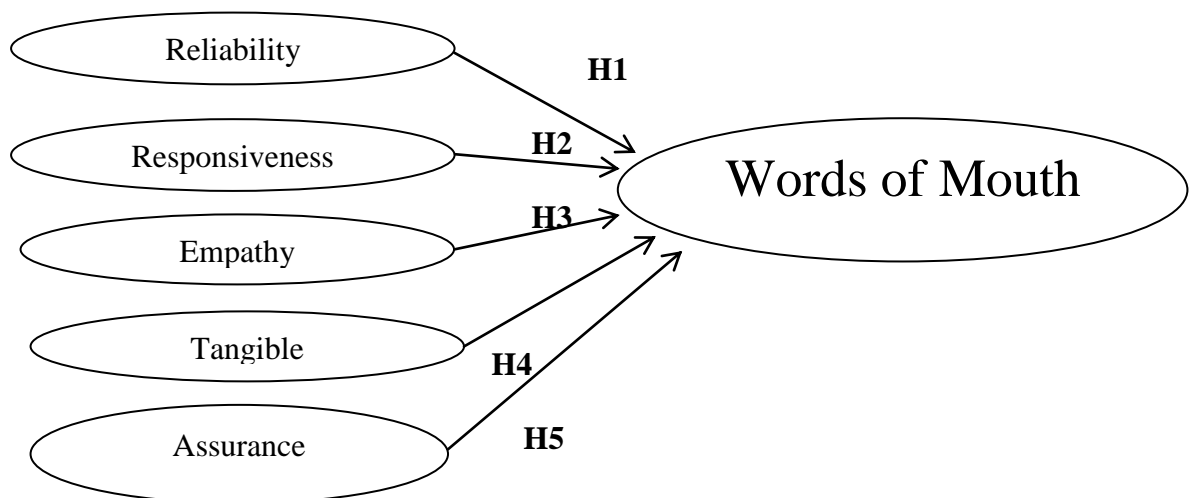 Reliability
H1
Responsiveness
H2
Words of Mouth
Empathy
H3
Tangible
H4
Assurance
H5